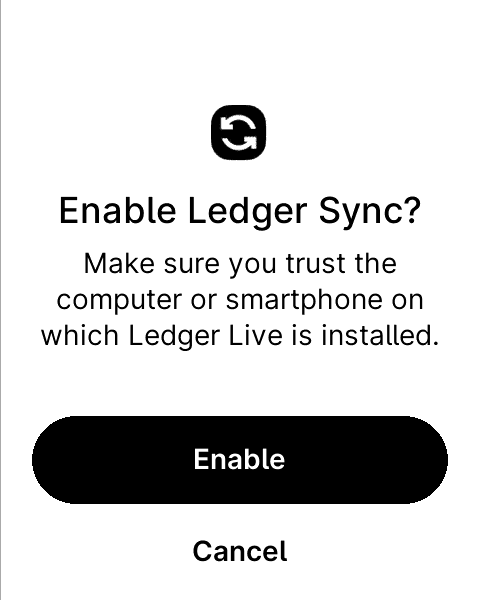 Enable Ledger Sync?
Make sure you trust the
computer or smartphone on
which Ledger Live is installed.
Enable
Cancel